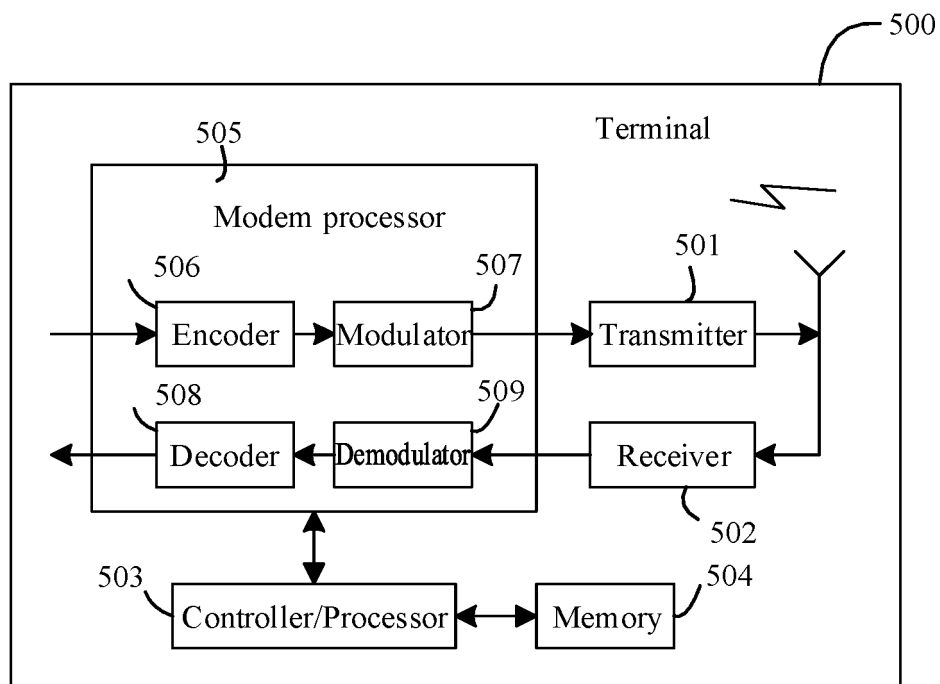 500
Terminal
505
Modem processor
506
507
501
Encoder
Modulator
Transmitter
508
509
Decoder
Demodulator
Receiver
502
503
504
Controller/Processor
Memory